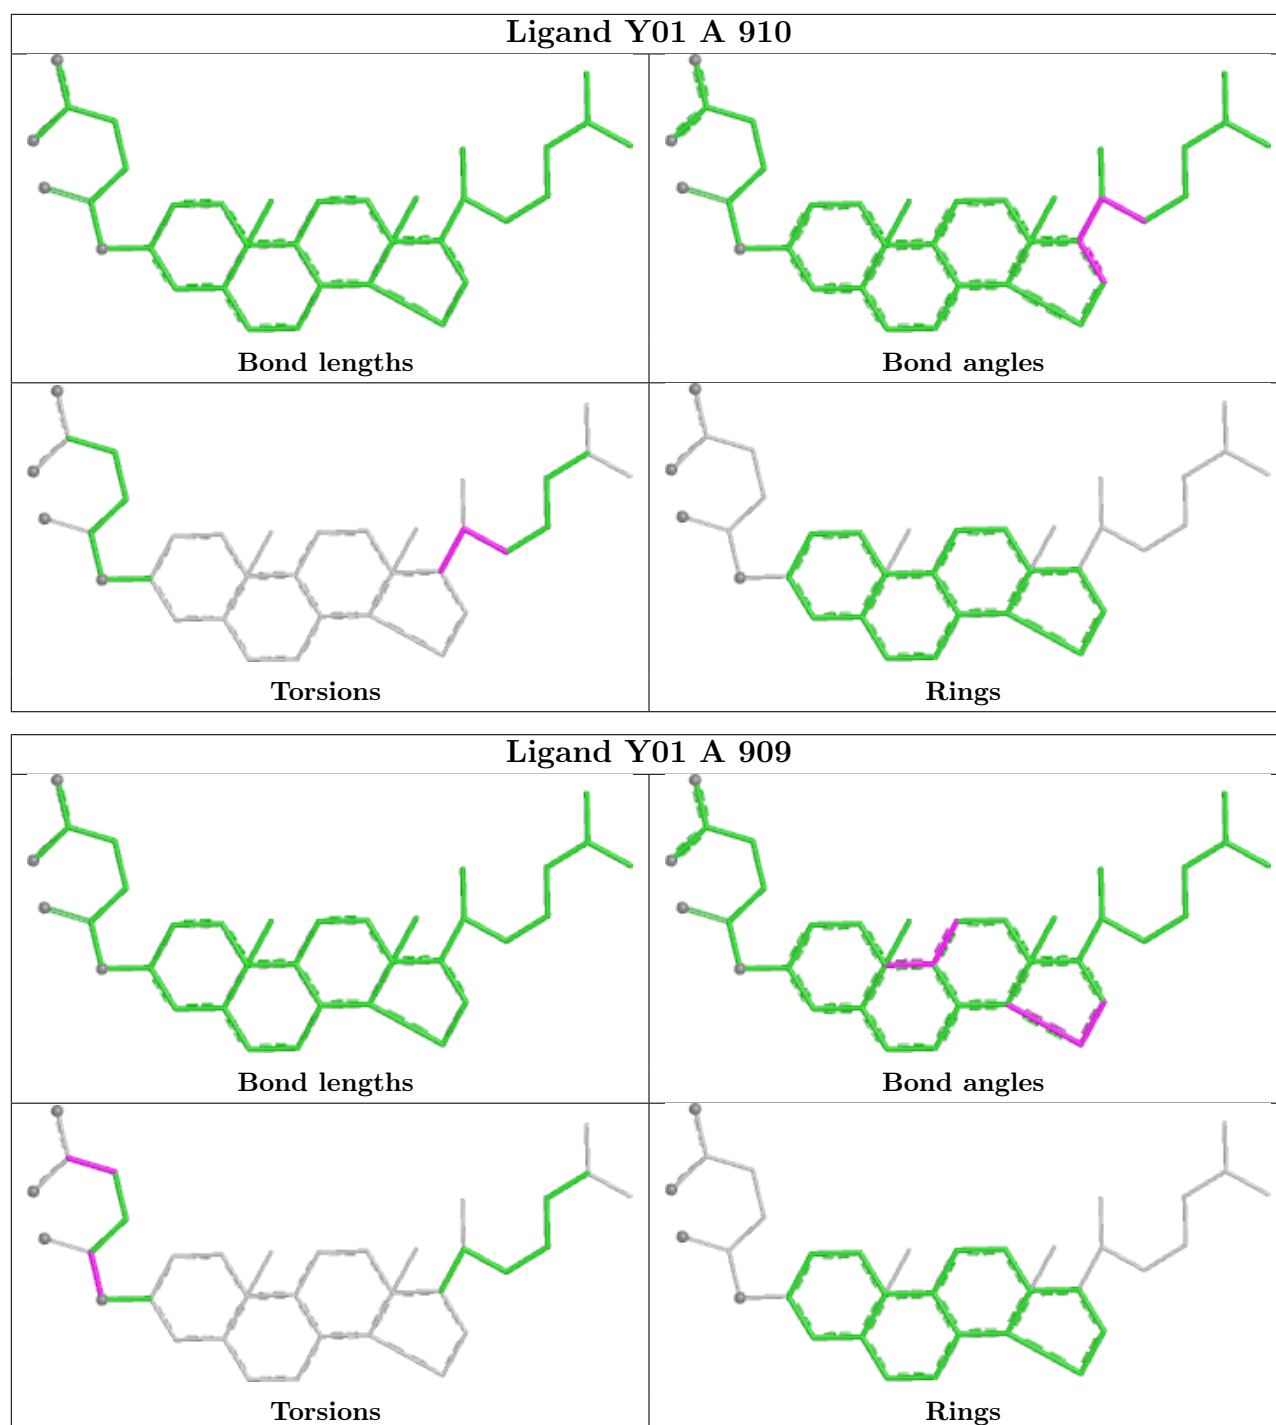 Ligand Y01 A 910
Bond lengths
Bond angles
Torsions
Rings
Ligand Y01 A 909
Bond lengths
Bond angles
Torsions
Rings